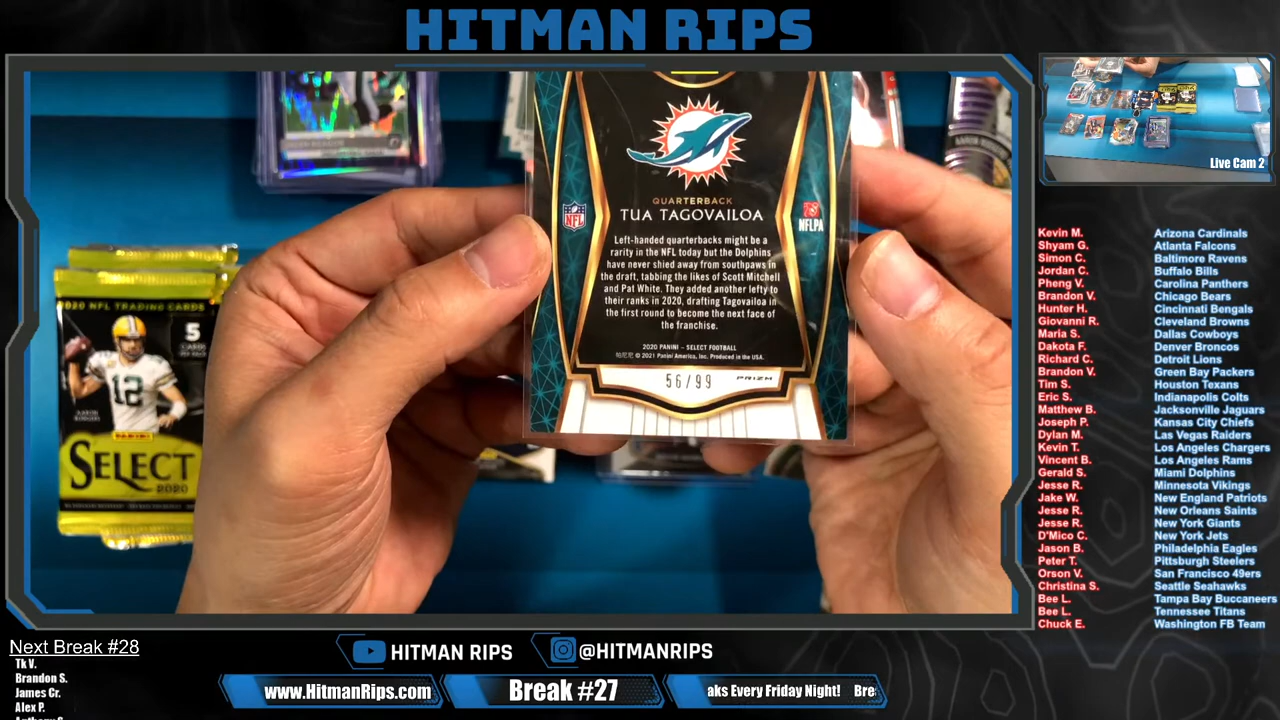 HITMAN RIPS
QUARTERBACK
TUA TAGOVAILOA
NFL
NFLPA
Left-handed quarterbacks might be a
rarity in the NFL today but the Dolphins
have never shied away from southpaws in
the draft, tabbing the likes of Scott Mitchell
and Pat White. They added another lefty to
their ranks in 2020, drafting Tagovailoa in
the first round to become the next face of
the franchise.
2020 PANINI – SELECT FOOTBALL
© 2021 Panini America, Inc. Produced in the USA.
56/99
PRIZM
2020 NFL TRADING CARDS
5
12
AARON
RODGERS
PANINI
SELECT
2020
Live Cam 2
Kevin M. Arizona Cardinals
Shyam G. Atlanta Falcons
Simon C. Baltimore Ravens
Jordan C. Buffalo Bills
Pheng V. Carolina Panthers
Brandon V. Chicago Bears
Hunter H. Cincinnati Bengals
Giovanni R. Cleveland Browns
Maria S. Dallas Cowboys
Dakota F. Denver Broncos
Richard C. Detroit Lions
Brandon V. Green Bay Packers
Tim S. Houston Texans
Eric S. Indianapolis Colts
Matthew B. Jacksonville Jaguars
Joseph P. Kansas City Chiefs
Dylan M. Las Vegas Raiders
Kevin T. Los Angeles Chargers
Vincent B. Los Angeles Rams
Gerald S. Miami Dolphins
Jesse R. Minnesota Vikings
Jake W. New England Patriots
Jesse R. New Orleans Saints
Jesse R. New York Giants
D'Mico C. New York Jets
Jason B. Philadelphia Eagles
Peter T. Pittsburgh Steelers
Orson V. San Francisco 49ers
Christina S. Seattle Seahawks
Bee L. Tampa Bay Buccaneers
Bee L. Tennessee Titans
Chuck E. Washington FB Team
Next Break #28
Tk V.
Brandon S.
James Cr.
Alex P.
HITMAN RIPS
@HITMANRIPS
www.HitmanRips.com
Break #27
aks Every Friday Night! Bre